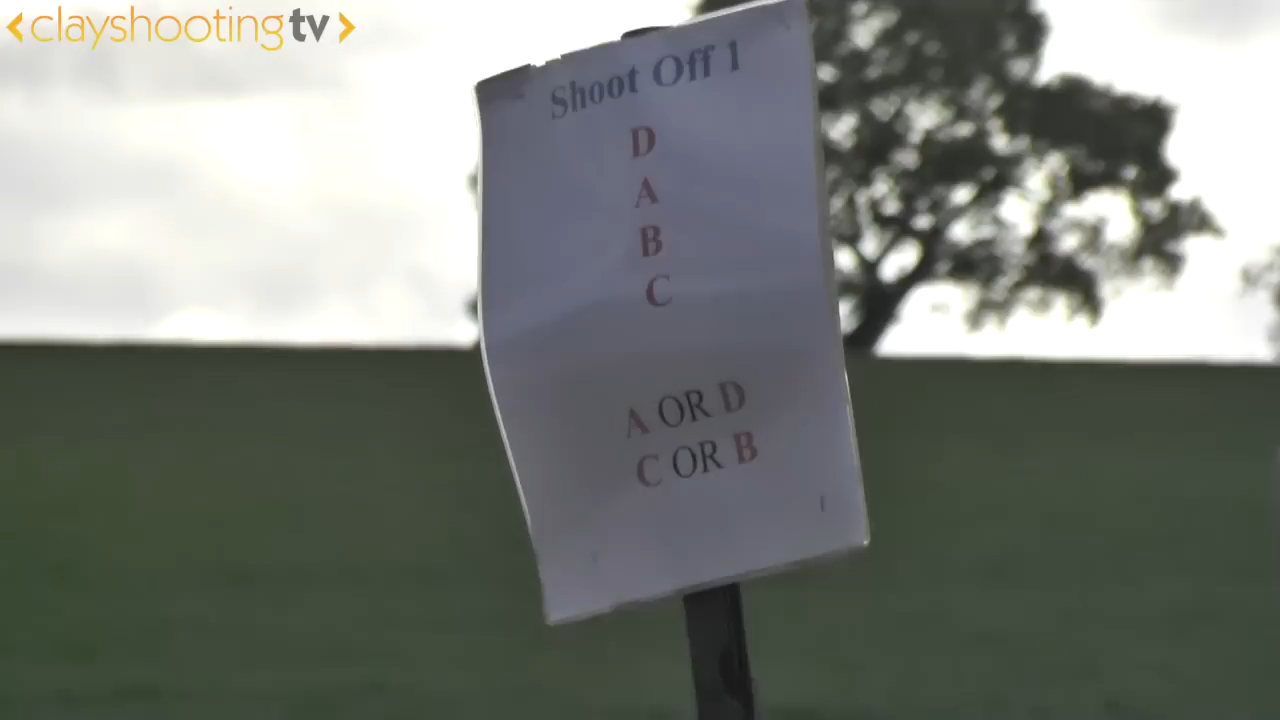 clayshootingtv
Shoot Off 1
D
A
B
C
A OR D
C OR B